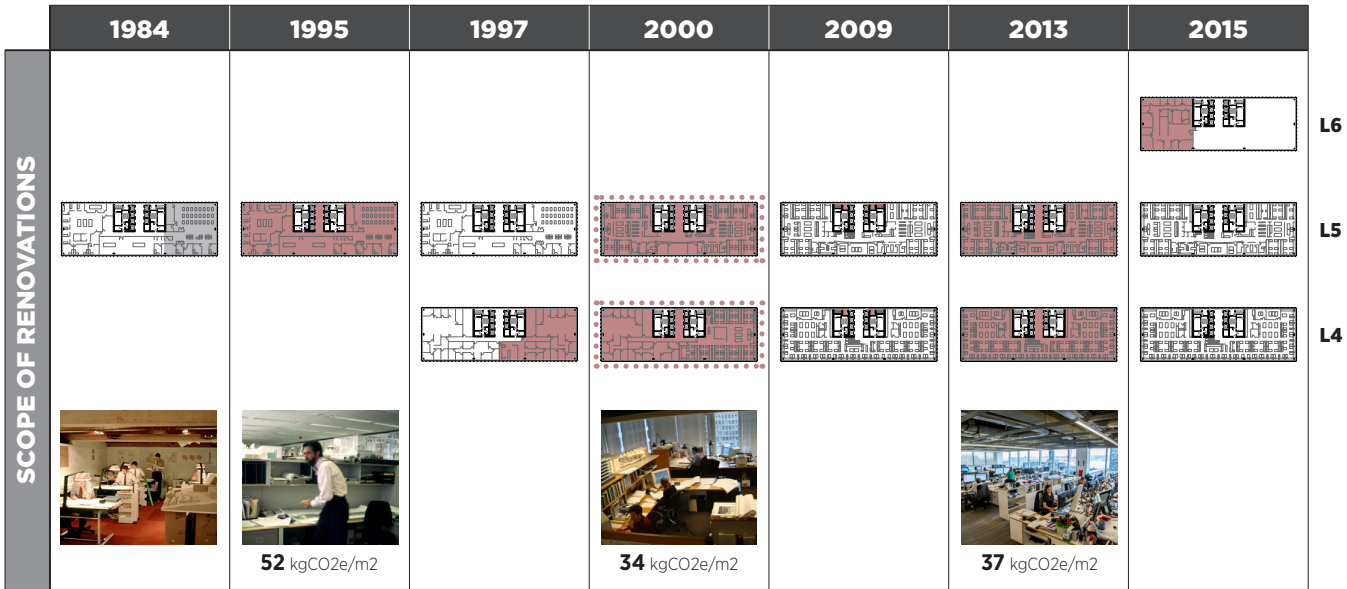 1984 1995 1997 2000 2009 2013 2015
SCOPE OF RENOVATIONS
L6
L5
L4
52 kgCO2e/m2 34 kgCO2e/m2 37 kgCO2e/m2